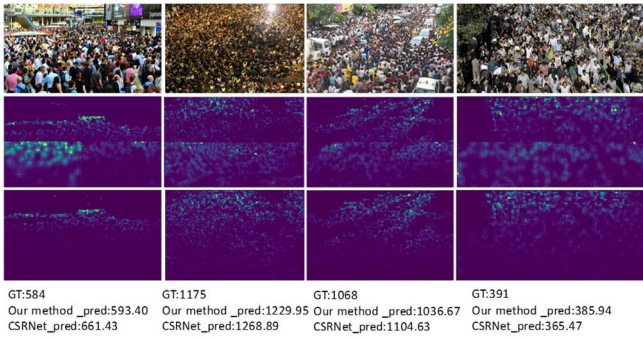 GT:584
Our method _pred:593.40
CSRNet_pred:661.43
GT:1175
Our method _pred:1229.95
CSRNet_pred:1268.89
GT:1068
Our method _pred:1036.67
CSRNet_pred:1104.63
GT:391
Our method _pred:385.94
CSRNet_pred:365.47